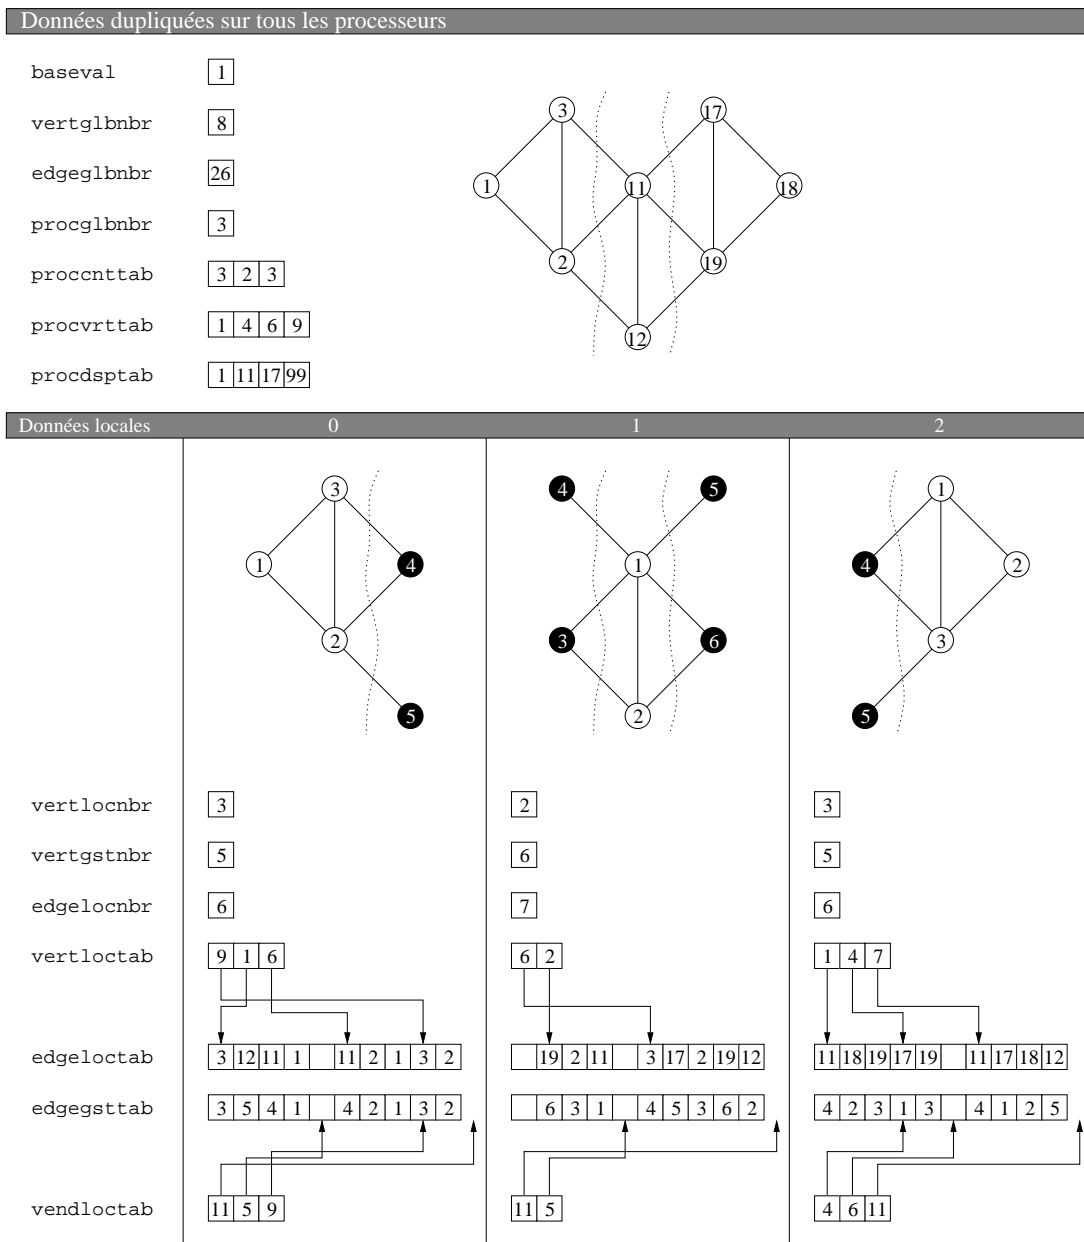 Données dupliquées sur tous les processeurs
baseval 1
vertglbnbr 8
edgeglbnbr 26
procglbnbr 3
proccnttab 3 2 3
procvrttab 1 4 6 9
procdsptab 1 11 17 99
3 17
1 11 18
2 19
12
Données locales 0 1 2
3 4 5 1
1 4 1 4 2
2 3 6 3
5 2 5
vertlocnbr 3 2 3
vertgstnbr 5 6 5
edgelocnbr 6 7 6
vertloctab 9 1 6 6 2 1 4 7
edgeloctab 3 12 11 1 11 2 1 3 2 19 2 11 3 17 2 19 12 11 18 19 17 19 11 17 18 12
edgegsttab 3 5 4 1 4 2 1 3 2 6 3 1 4 5 3 6 2 4 2 3 1 3 4 1 2 5
vendloctab 11 5 9 11 5 4 6 11